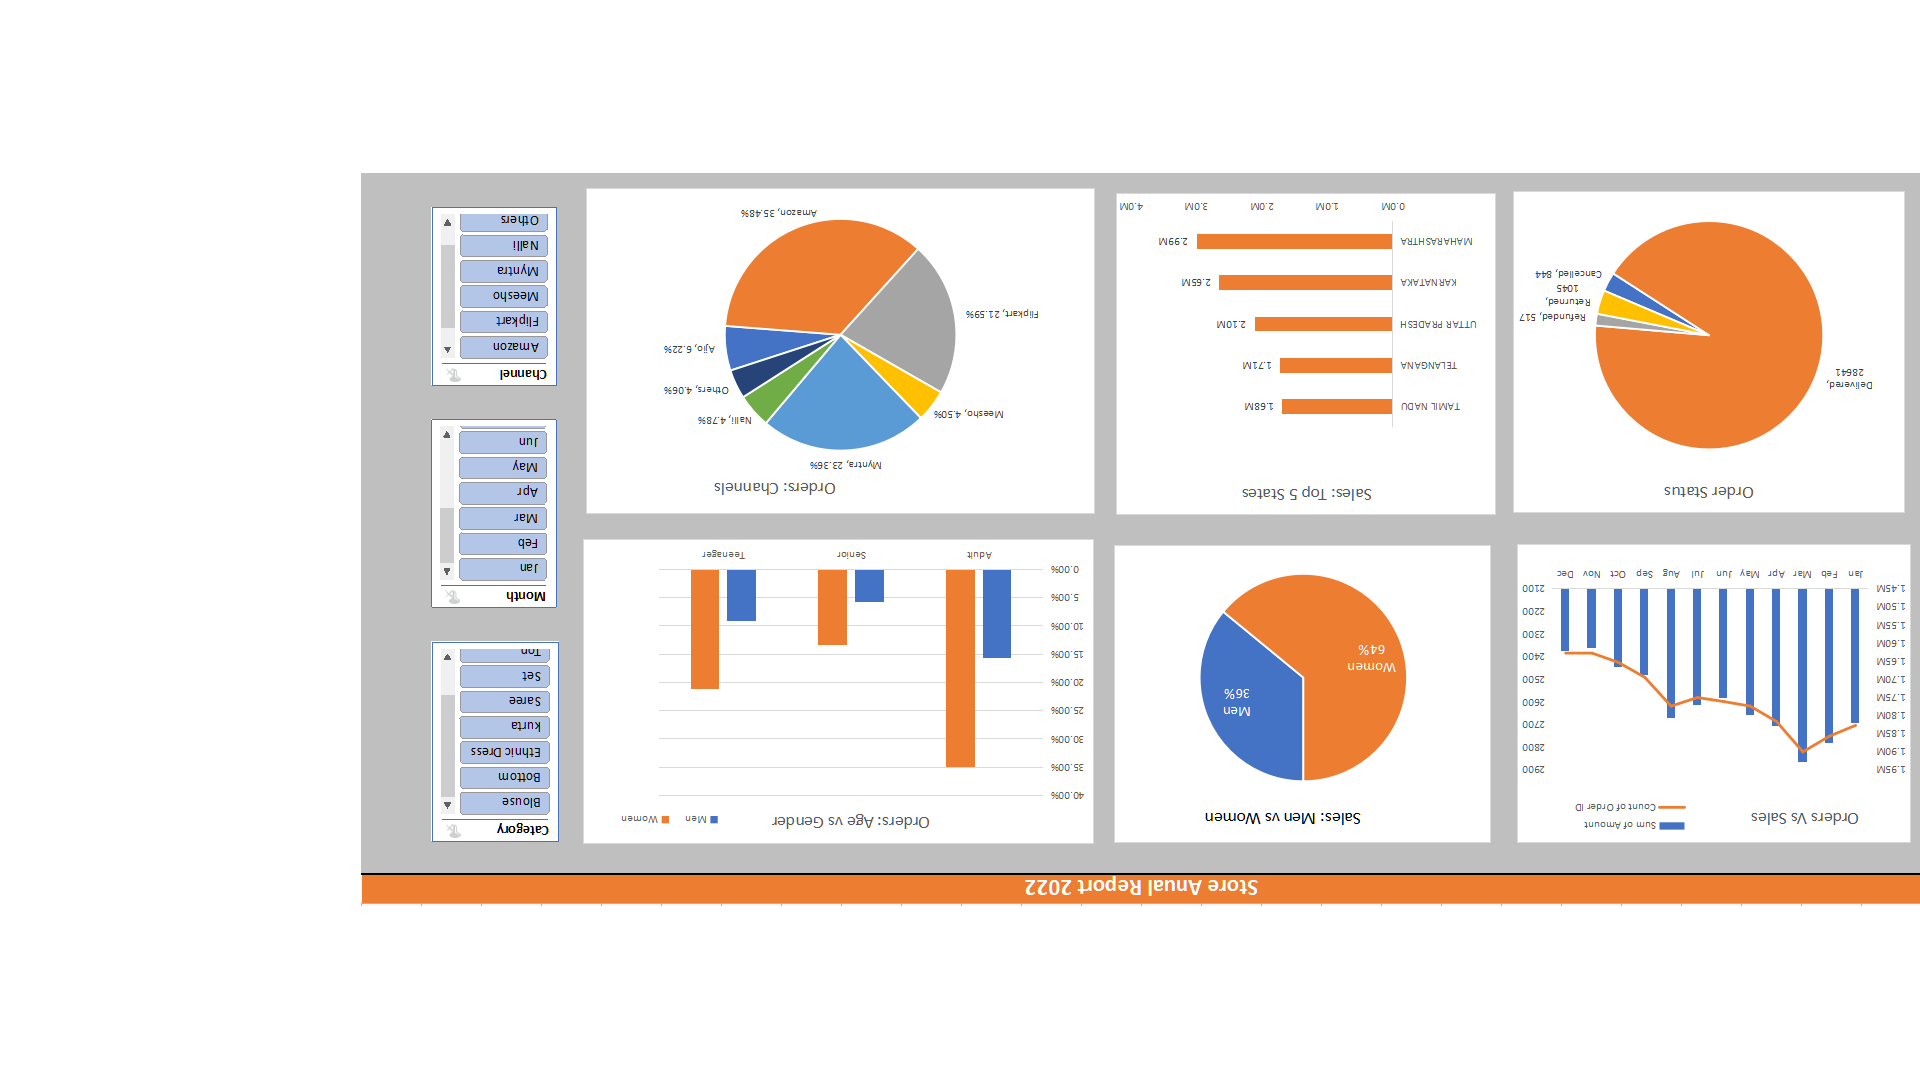 Store Anual Report 2022
Orders Vs Sales
Sum of Amount
Count of Order ID
1.95M
1.90M
1.85M
1.80M
1.75M
1.70M
1.65M
1.60M
1.55M
1.50M
1.45M
2900
2800
2700
2600
2500
2400
2300
2200
2100
Jan Feb Mar Apr May Jun Jul Aug Sep Oct Nov Dec
Sales: Men vs Women
Men
36%
Women
64%
Orders: Age vs Gender
Men Women
40.00%
35.00%
30.00%
25.00%
20.00%
15.00%
10.00%
5.00%
0.00%
Adult Senior Teenager
Category
Blouse
Bottom
Ethnic Dress
kurta
Saree
Set
Top
Order Status
Delivered,
28641
Refunded, 517
Returned,
1045
Cancelled, 844
Sales: Top 5 States
TAMIL NADU 1.68M
TELANGANA 1.71M
UTTAR PRADESH 2.10M
KARNATAKA 2.65M
MAHARASHTRA 2.99M
0.0M 1.0M 2.0M 3.0M 4.0M
Orders: Channels
Myntra, 23.36%
Nalli, 4.78%
Meesho, 4.50%
Others, 4.06%
Ajio, 6.22%
Flipkart, 21.59%
Amazon, 35.48%
Month
Jan
Feb
Mar
Apr
May
Jun
Channel
Amazon
Flipkart
Meesho
Myntra
Nalli
Others